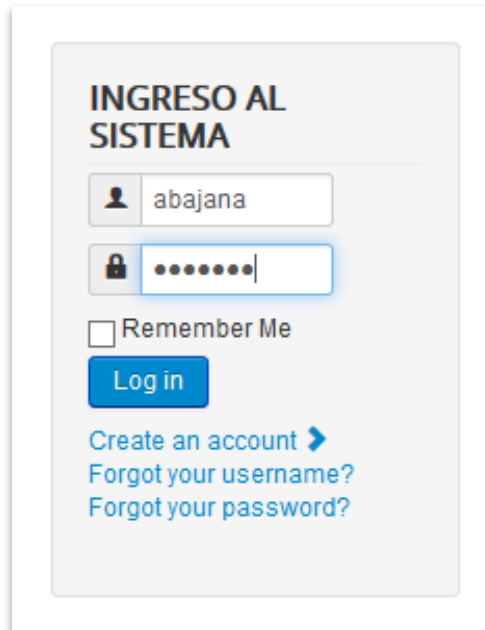 INGRESO AL
SISTEMA
abajana
•••••••
Remember Me
Log in
Create an account
Forgot your username?
Forgot your password?